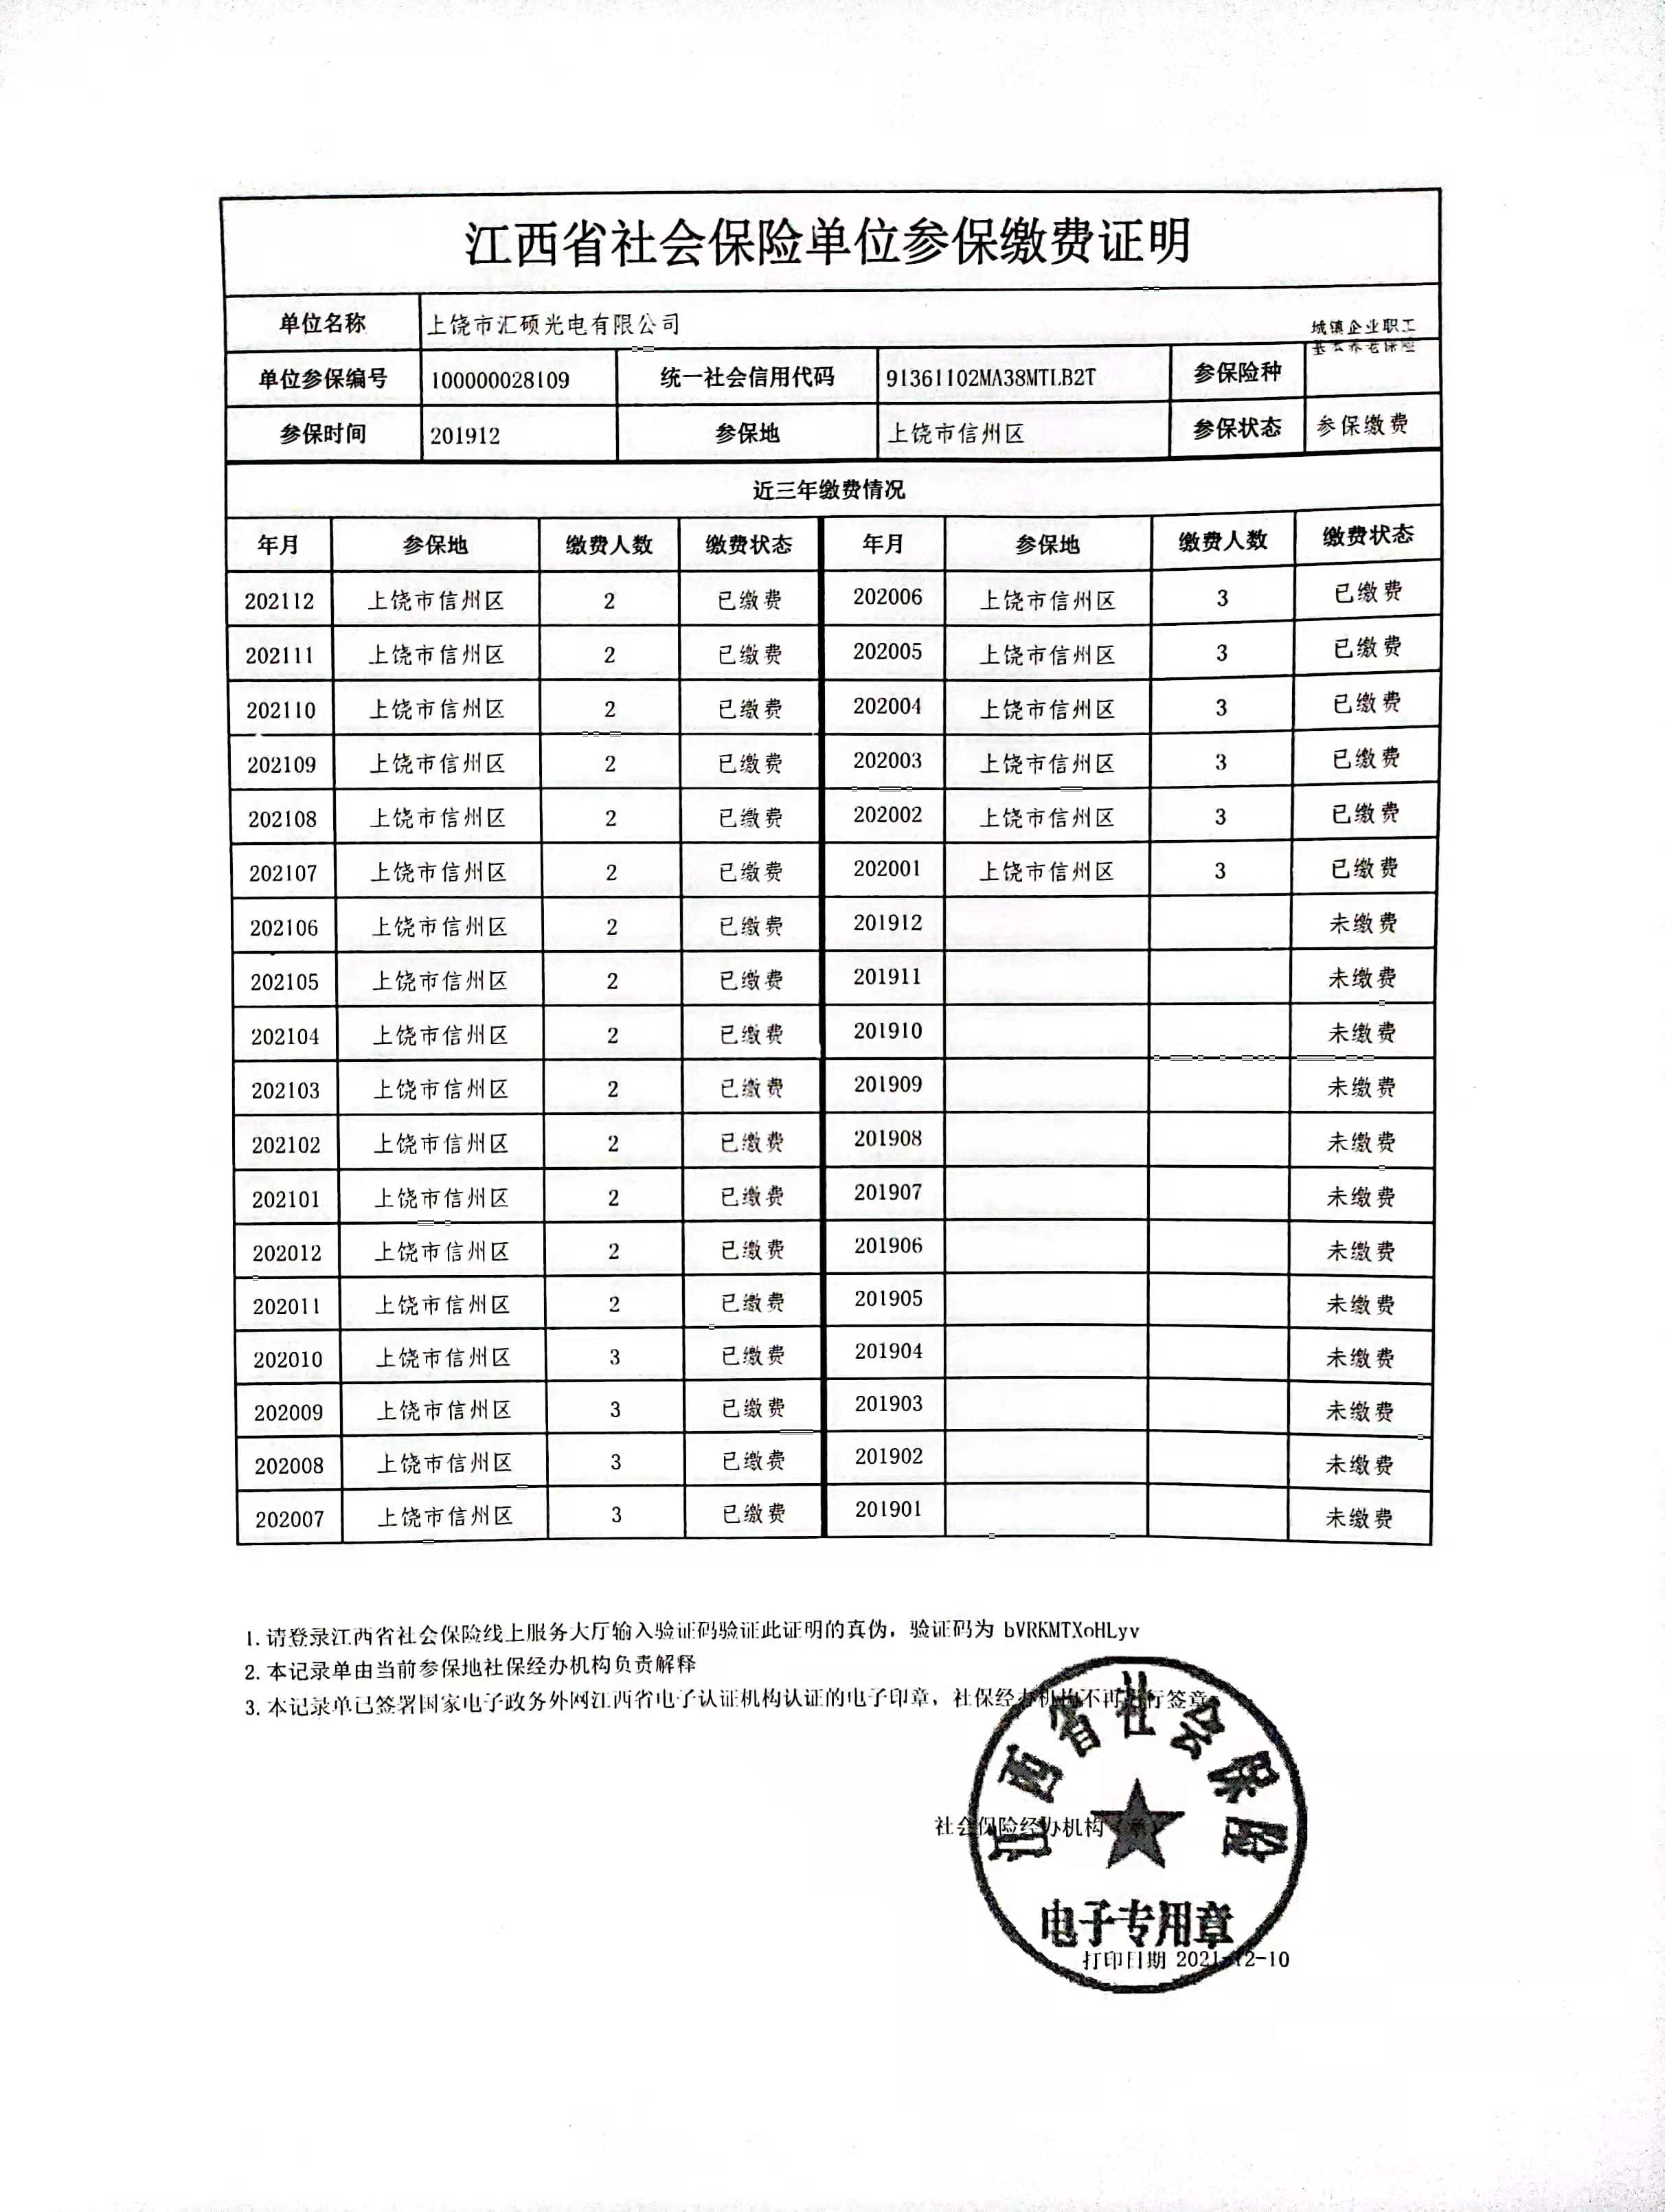 江西省社会保险单位参保缴费证明
单位名称 上饶市汇硕光电有限公司
单位参保编号 100000028109 统一社会信用代码 91361102MA38MTLB2T 参保险种 城镇企业职工
基本养老保险
参保时间 201912 参保地 上饶市信州区 参保状态 参保缴费
近三年缴费情况
年月 参保地 缴费人数 缴费状态 年月 参保地 缴费人数 缴费状态
202112 上饶市信州区 2 已缴费 202006 上饶市信州区 3 已缴费
202111 上饶市信州区 2 已缴费 202005 上饶市信州区 3 已缴费
202110 上饶市信州区 2 已缴费 202004 上饶市信州区 3 已缴费
202109 上饶市信州区 2 已缴费 202003 上饶市信州区 3 已缴费
202108 上饶市信州区 2 已缴费 202002 上饶市信州区 3 已缴费
202107 上饶市信州区 2 已缴费 202001 上饶市信州区 3 已缴费
202106 上饶市信州区 2 已缴费 201912 未缴费
202105 上饶市信州区 2 已缴费 201911 未缴费
202104 上饶市信州区 2 已缴费 201910 未缴费
202103 上饶市信州区 2 已缴费 201909 未缴费
202102 上饶市信州区 2 已缴费 201908 未缴费
202101 上饶市信州区 2 已缴费 201907 未缴费
202012 上饶市信州区 2 已缴费 201906 未缴费
202011 上饶市信州区 2 已缴费 201905 未缴费
202010 上饶市信州区 3 已缴费 201904 未缴费
202009 上饶市信州区 3 已缴费 201903 未缴费
202008 上饶市信州区 3 已缴费 201902 未缴费
202007 上饶市信州区 3 已缴费 201901 未缴费
1. 请登录江西省社会保险线上服务大厅输入验证码验证此证明的真伪，验证码为 bVRKMTXoHLyv
2. 本记录单由当前参保地社保经办机构负责解释
3. 本记录单已签署国家电子政务外网江西省电子认证机构认证的电子印章，社保经办机构不再进行签章
江西省社会保险
社会保险经办机构
电子专用章
打印日期 2021-12-10